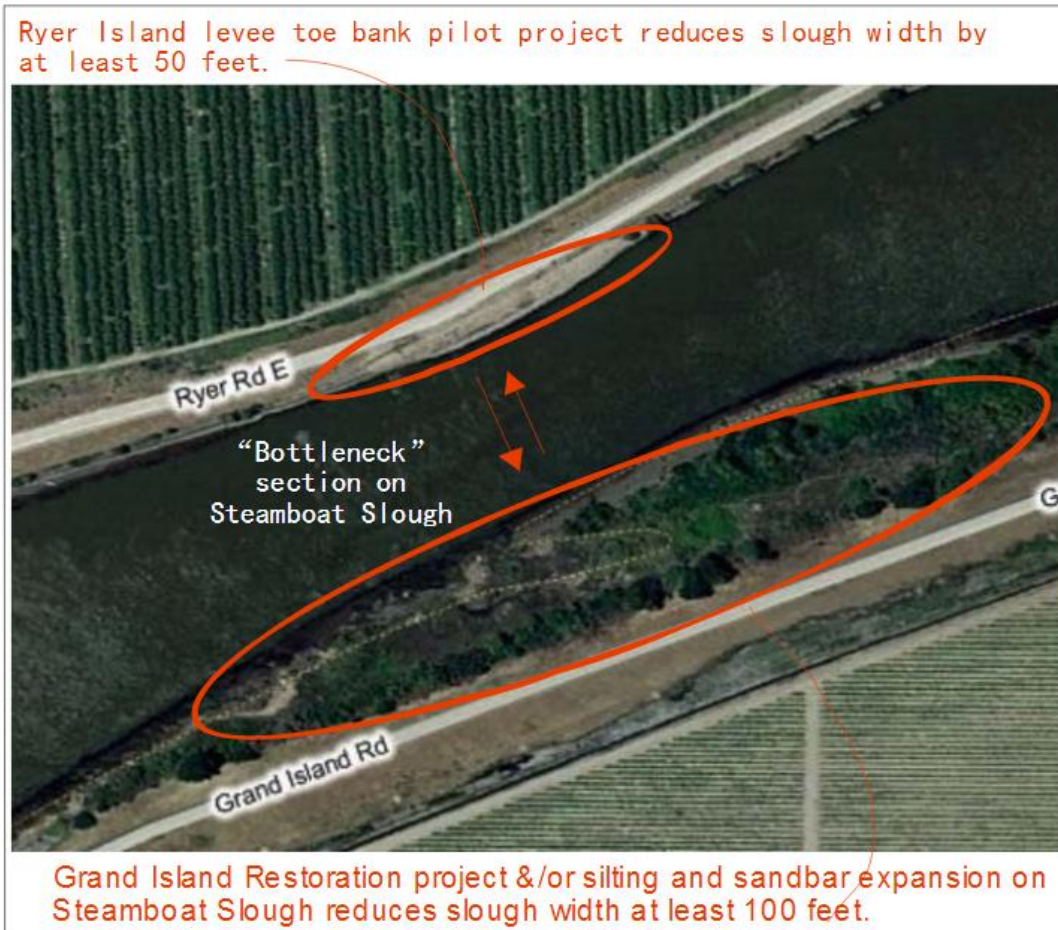 Ryer Island levee toe bank pilot project reduces slough width by
at least 50 feet.
Ryer Rd E
“Bottleneck”
section on
Steamboat Slough
G
Grand Island Rd
Grand Island Restoration project &/or silting and sandbar expansion on
Steamboat Slough reduces slough width at least 100 feet.